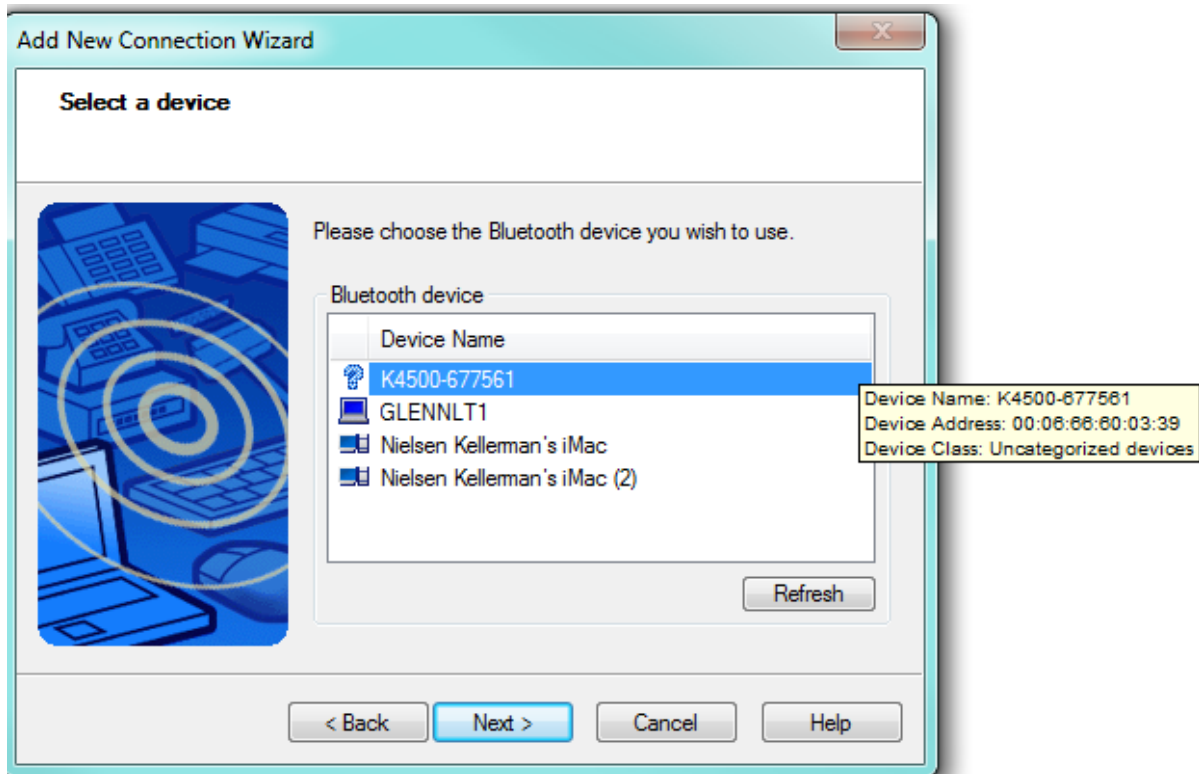 Add New Connection Wizard
Select a device
Please choose the Bluetooth device you wish to use.
Bluetooth device
Device Name
K4500-677561
GLENNLT1
Nielsen Kellerman's iMac
Nielsen Kellerman's iMac (2)
Device Name: K4500-677561
Device Address: 00:06:66:60:03:39
Device Class: Uncategorized devices
Refresh
< Back
Next >
Cancel
Help